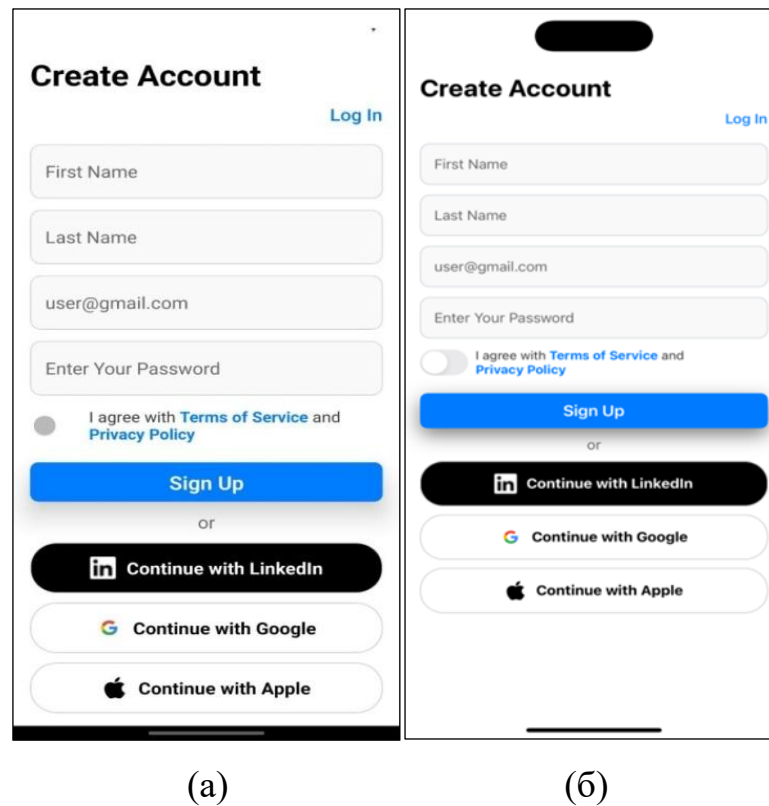 Create Account
Log In
First Name
Last Name
user@gmail.com
Enter Your Password
I agree with Terms of Service and
Privacy Policy
Sign Up
or
in Continue with LinkedIn
G Continue with Google
Continue with Apple
(а)
Create Account
Log In
First Name
Last Name
user@gmail.com
Enter Your Password
I agree with Terms of Service and
Privacy Policy
Sign Up
or
in Continue with LinkedIn
G Continue with Google
Continue with Apple
(б)